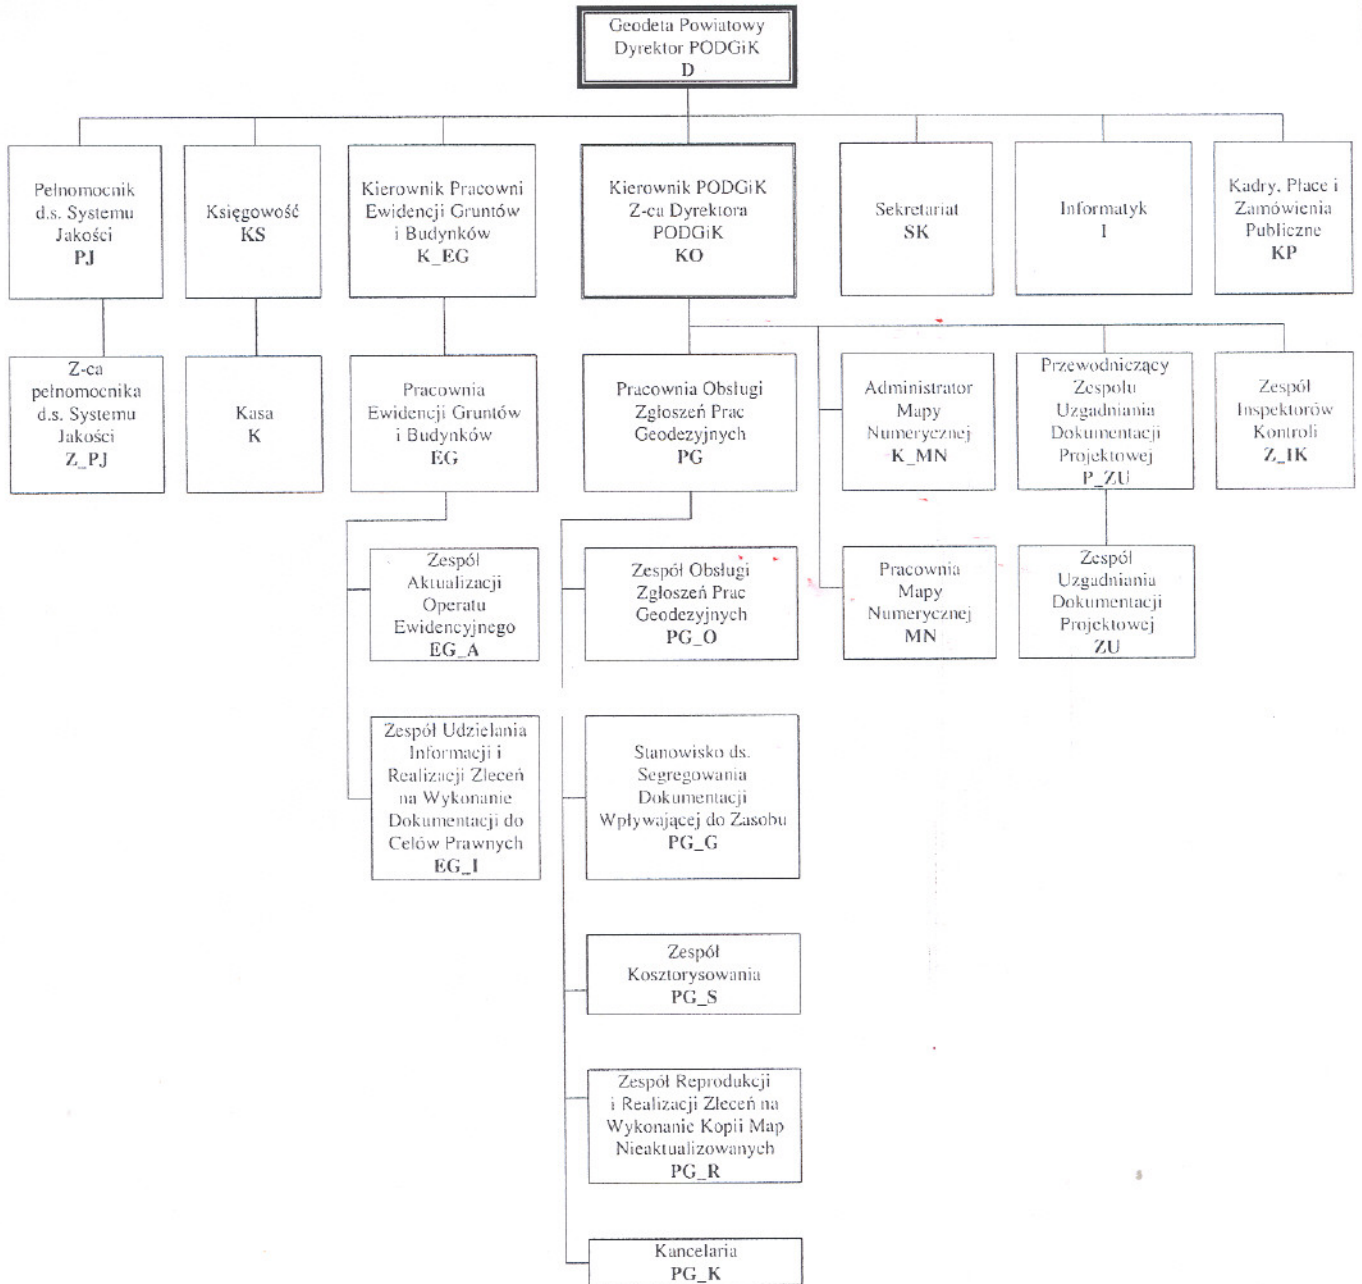 Geodeta Powiatowy
Dyrektor PODGiK
D
Pełnomocnik
d.s. Systemu
Jakości
PJ
Księgowość
KS
Kierownik Pracowni
Ewidencji Gruntów
i Budynków
K_EG
Kierownik PODGiK
Z-ca Dyrektora
PODGiK
KO
Sekretariat
SK
Informatyk
I
Kadry, Płace i
Zamówienia
Publiczne
KP
Z-ca
pełnomocnika
d.s. Systemu
Jakości
Z_PJ
Kasa
K
Pracownia
Ewidencji Gruntów
i Budynków
EG
Pracownia Obsługi
Zgłoszeń Prac
Geodezyjnych
PG
Administrator
Mapy
Numerycznej
K_MN
Przewodniczący
Zespołu
Uzgadniania
Dokumentacji
Projektowej
P_ZU
Zespół
Inspektorów
Kontroli
Z_IK
Zespół
Aktualizacji
Operatu
Ewidencyjnego
EG_A
Zespół Obsługi
Zgłoszeń Prac
Geodezyjnych
PG_O
Pracownia
Mapy
Numerycznej
MN
Zespół
Uzgadniania
Dokumentacji
Projektowej
ZU
Zespół Udzielania
Informacji i
Realizacji Zleceń
na Wykonanie
Dokumentacji do
Celów Prawnych
EG_I
Stanowisko ds.
Segregowania
Dokumentacji
Wpływającej do Zasobu
PG_G
Zespół
Kosztorysowania
PG_S
Zespół Reprodukcji
i Realizacji Zleceń na
Wykonanie Kopii Map
Nieaktualizowanych
PG_R
Kancelaria
PG_K